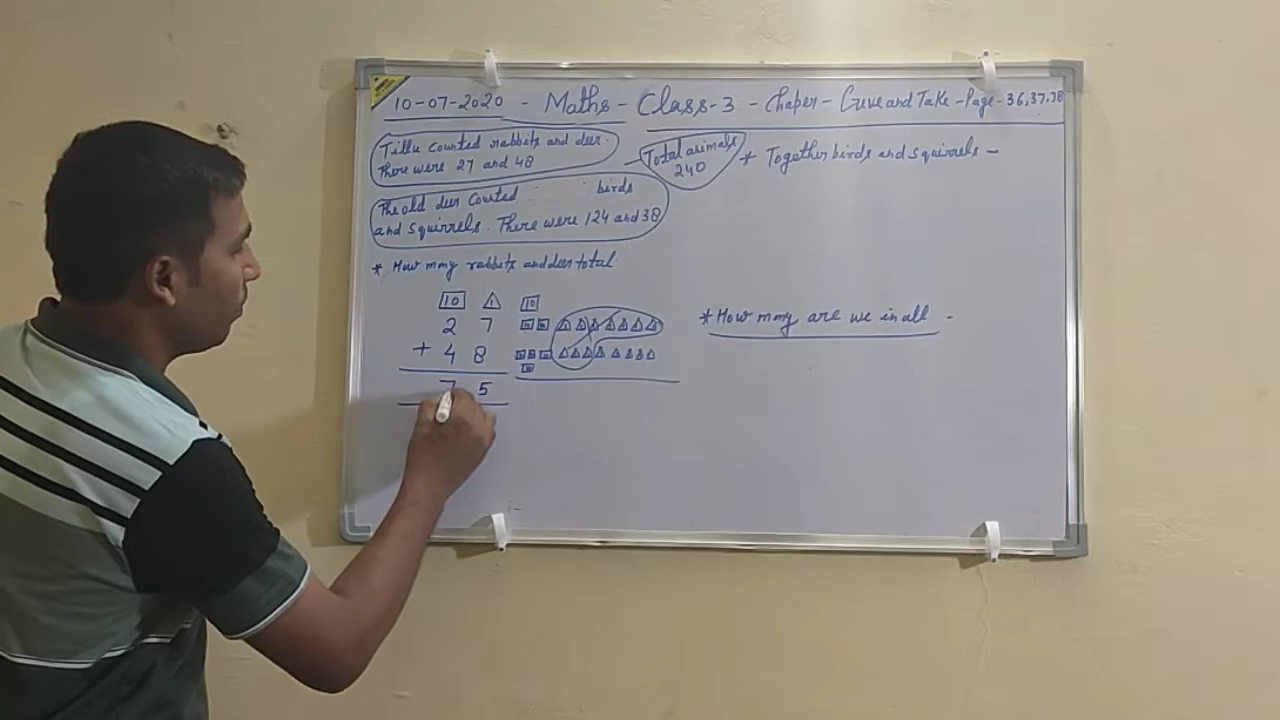 10-07-2020 - Maths - Class-3 - Chaper - Give and Take - Page - 36,37,38
Tillu counted rabbits and deer.
There were 27 and 48
Total animals
240
* Together birds and squirrels -
The old deer counted birds
and squirrels. There were 124 and 38
* How many rabbits and deer total
10 1 10
2 7
+ 4 8
7 5
* How many are we in all -